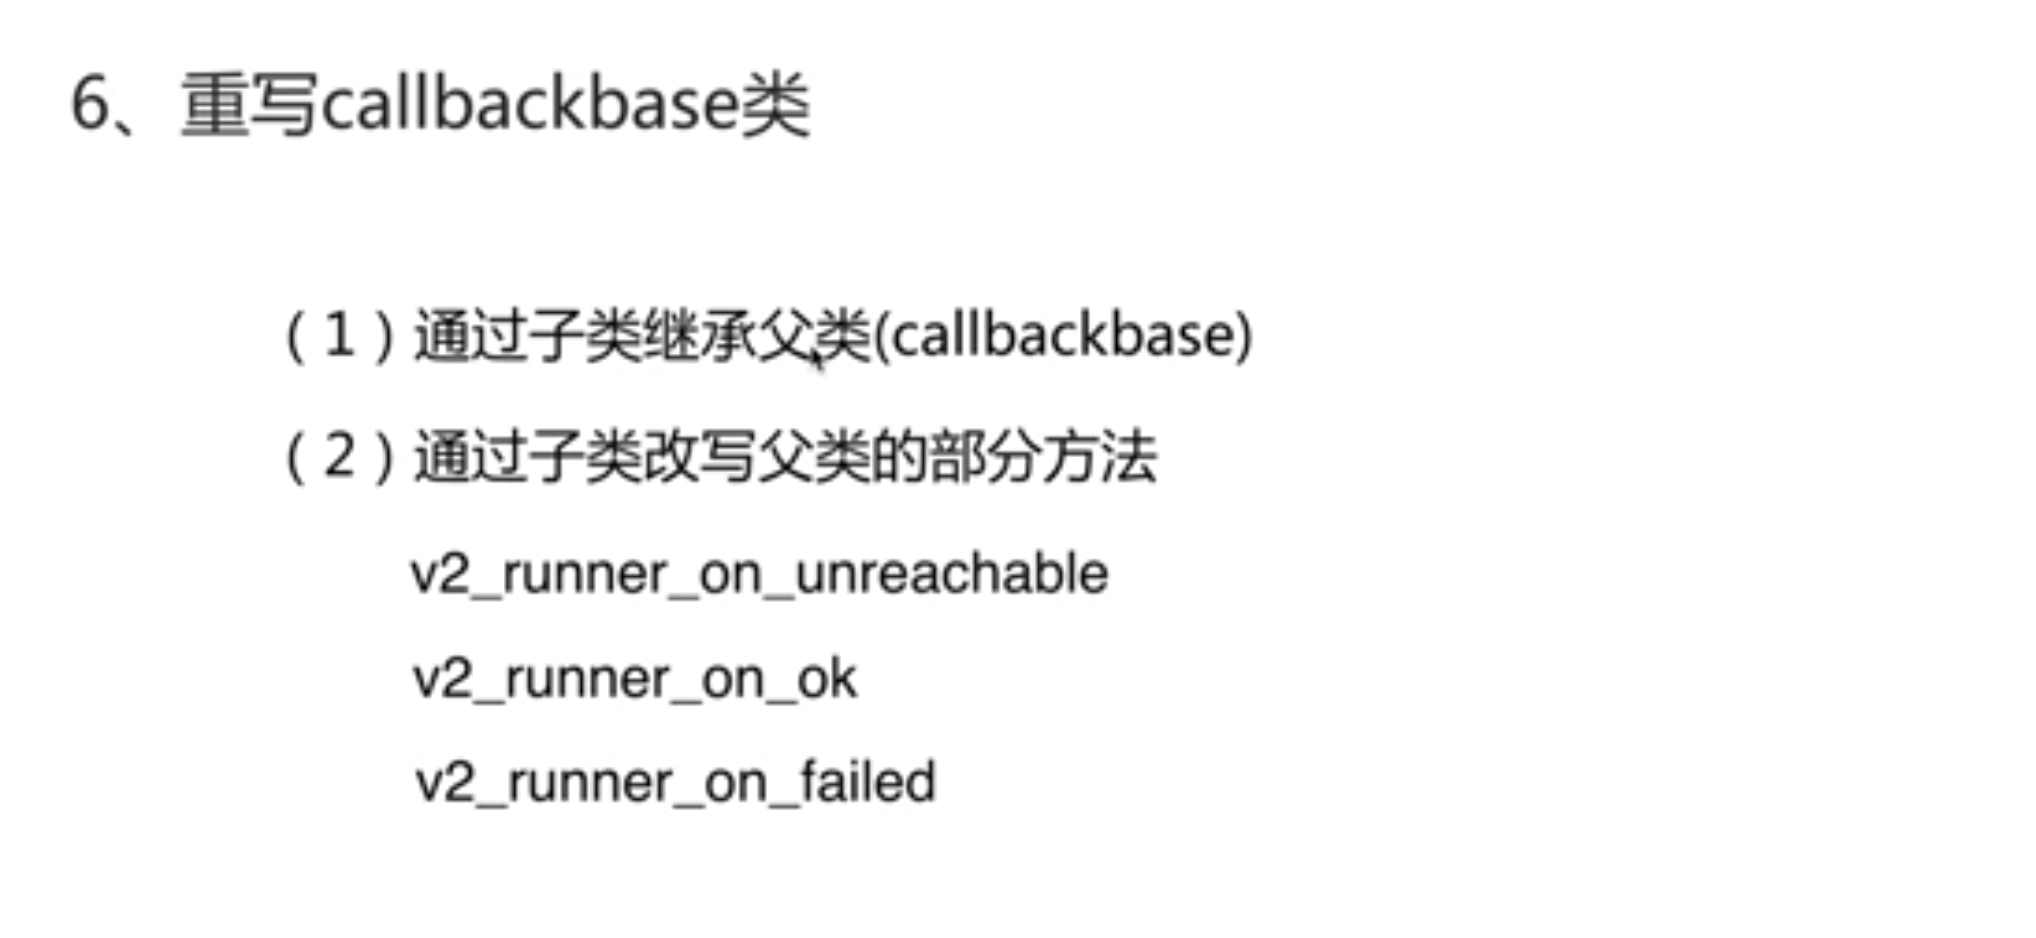 6、重写callbackbase类
（1）通过子类继承父类(callbackbase)
（2）通过子类改写父类的部分方法
v2_runner_on_unreachable
v2_runner_on_ok
v2_runner_on_failed